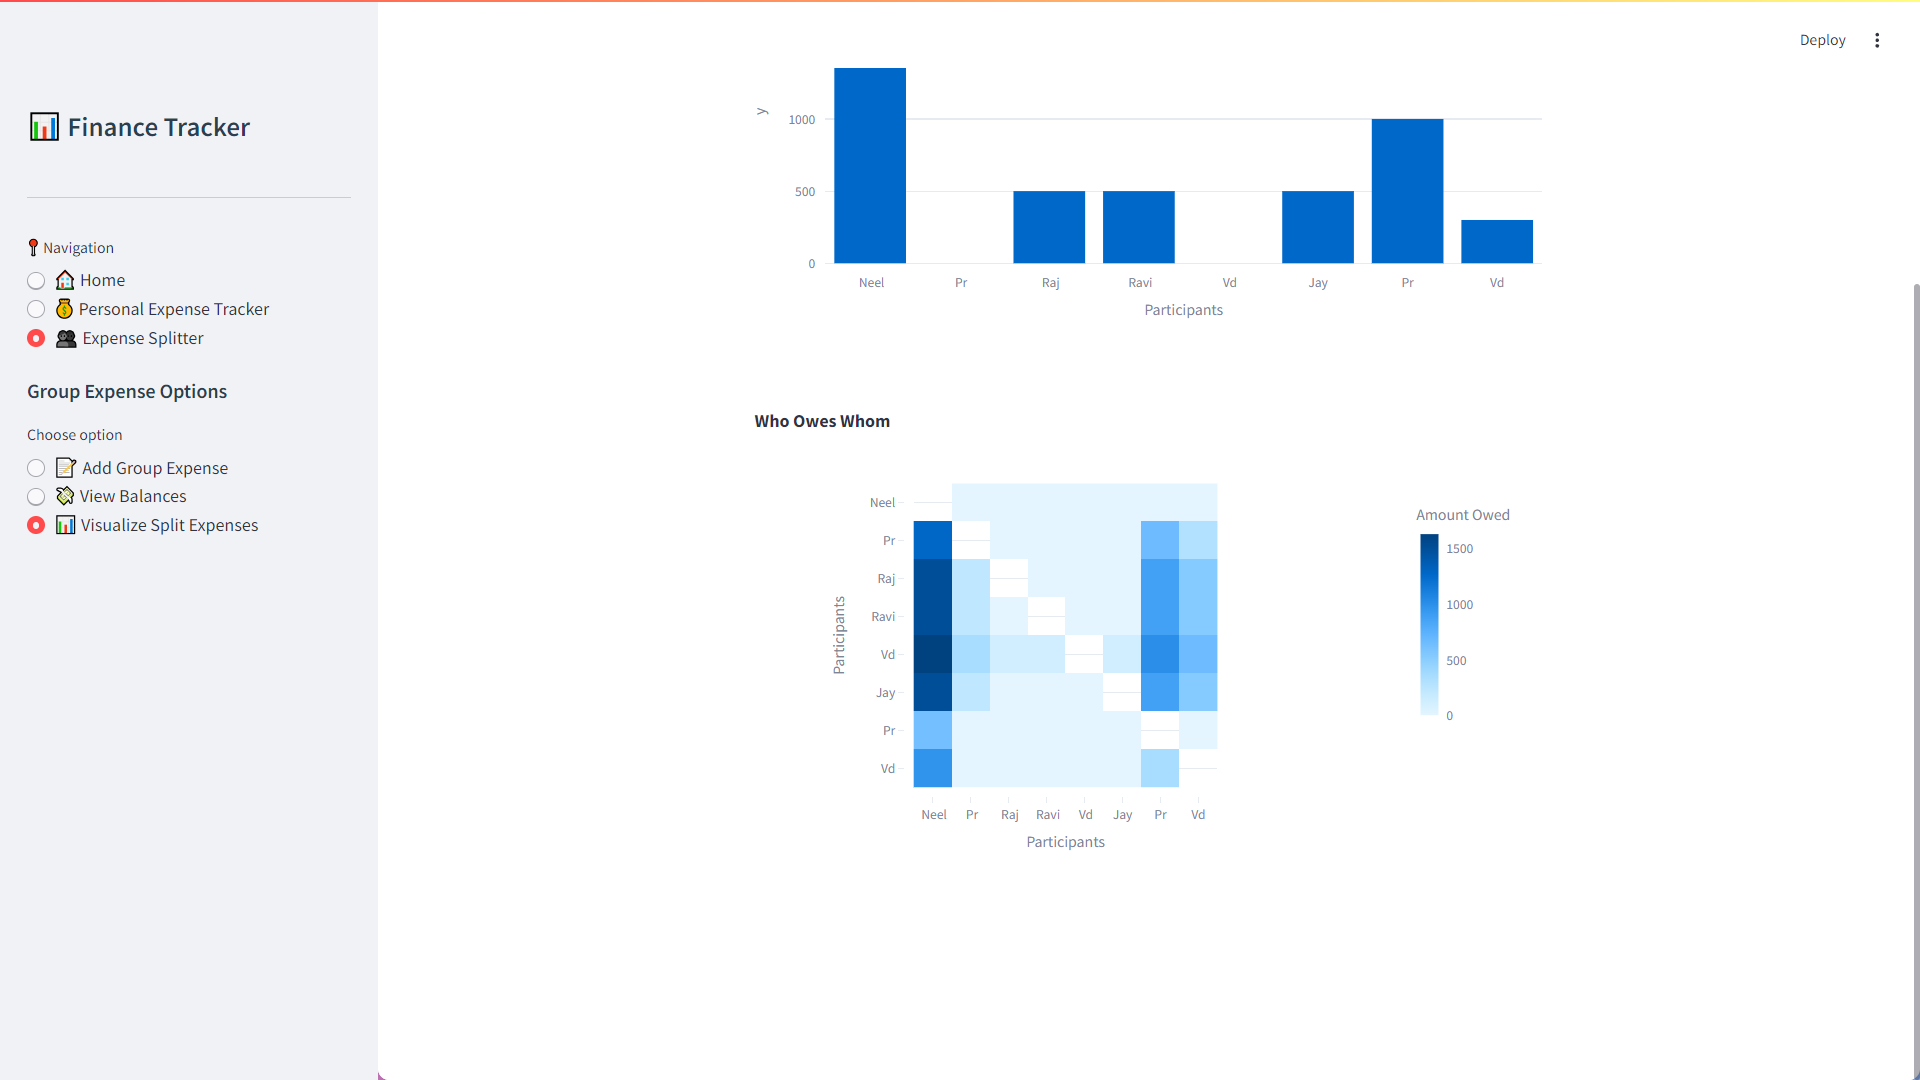 Deploy
Finance Tracker
Navigation
Home
Personal Expense Tracker
Expense Splitter
Group Expense Options
Choose option
Add Group Expense
View Balances
Visualize Split Expenses
y
1000
500
0
Neel Pr Raj Ravi Vd Jay Pr Vd
Participants
Who Owes Whom
Participants
Neel
Pr
Raj
Ravi
Vd
Jay
Pr
Vd
Neel Pr Raj Ravi Vd Jay Pr Vd
Participants
Amount Owed
1500
1000
500
0